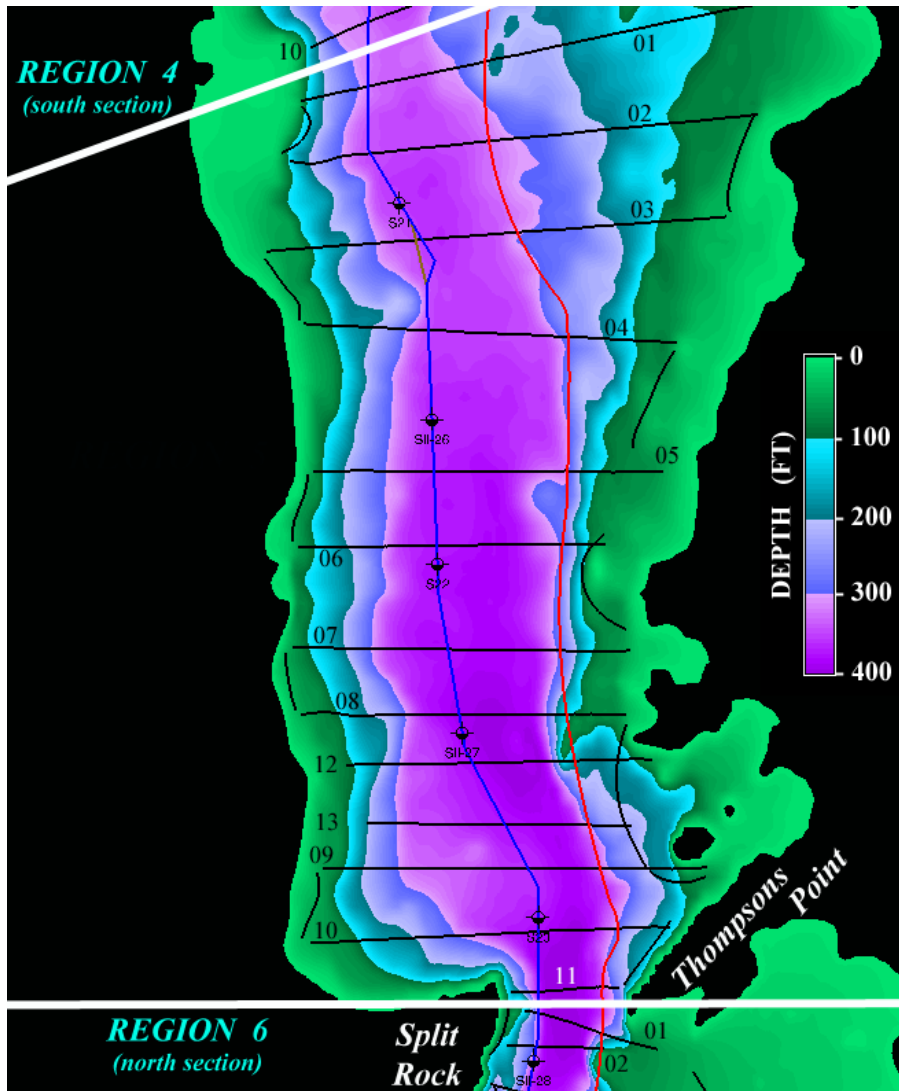 10
01
REGION 4
(south section)
02
S21
03
04
0
SII-26
100
05
DEPTH (FT)
200
06
S22
300
07
400
08
SII-27
12
13
09
Thompsons
Point
S23
10
11
REGION 6
(north section)
Split
Rock
01
02
SII-28